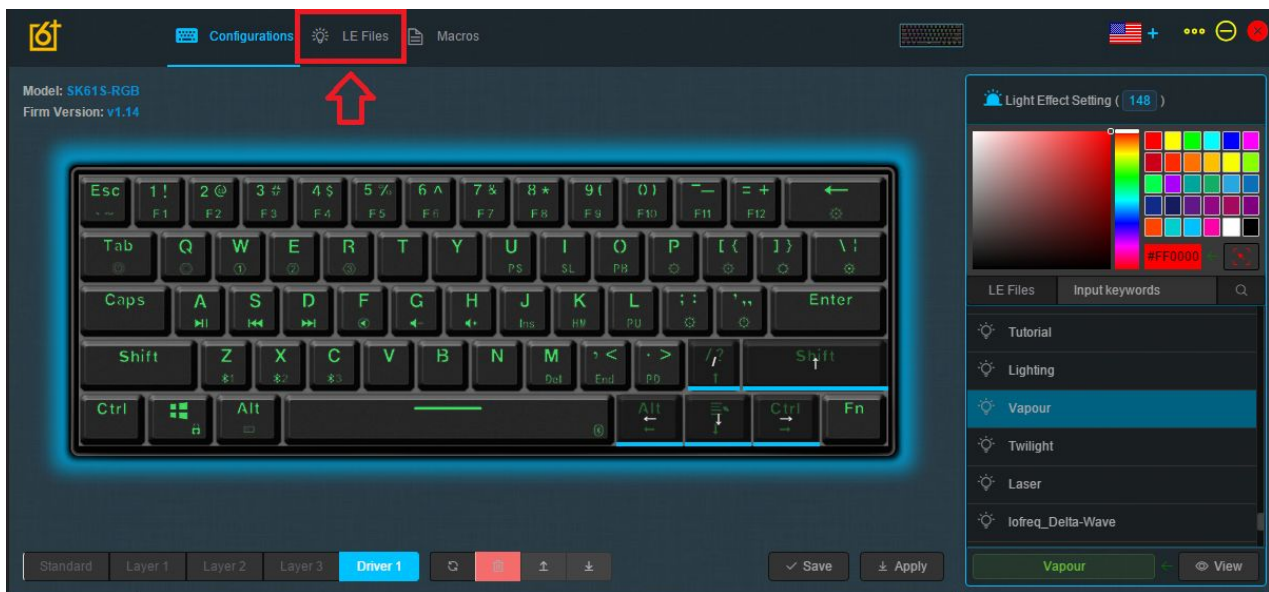 Configurations LE Files Macros
Model: SK61S-RGB
Firm Version: v1.14
Light Effect Setting ( 148 )
#FF0000
LE Files Input keywords
Tutorial
Lighting
Vapour
Twilight
Laser
lofreq_Delta-Wave
Vapour View
Esc 1 ! 2 @ 3 # 4 $ 5 % 6 ^ 7 & 8 * 9 ( 0 ) - — = +
F1 F2 F3 F4 F5 F6 F7 F8 F9 F10 F11 F12
Tab Q W E R T Y U I O P [ { ] } \ ¦
PS SL PB
Caps A S D F G H J K L ; : ' ,, Enter
Ins HM PU
Shift Z X C V B N M , < . > / ? Shift
1 2 3 Del End PD
Ctrl Alt Alt Ctrl Fn
Standard Layer 1 Layer 2 Layer 3 Driver 1 Save Apply